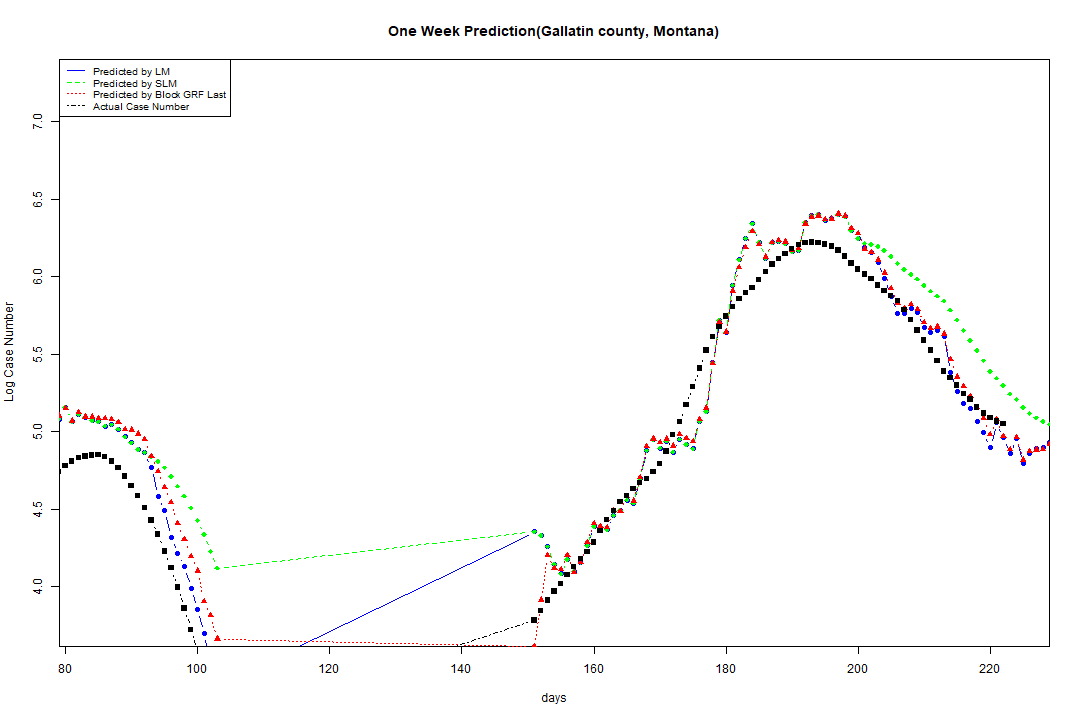 One Week Prediction(Gallatin county, Montana)
Predicted by LM
Predicted by SLM
Predicted by Block GRF Last
Actual Case Number
7.0
6.5
6.0
5.5
5.0
4.5
4.0
Log Case Number
80 100 120 140 160 180 200 220
days